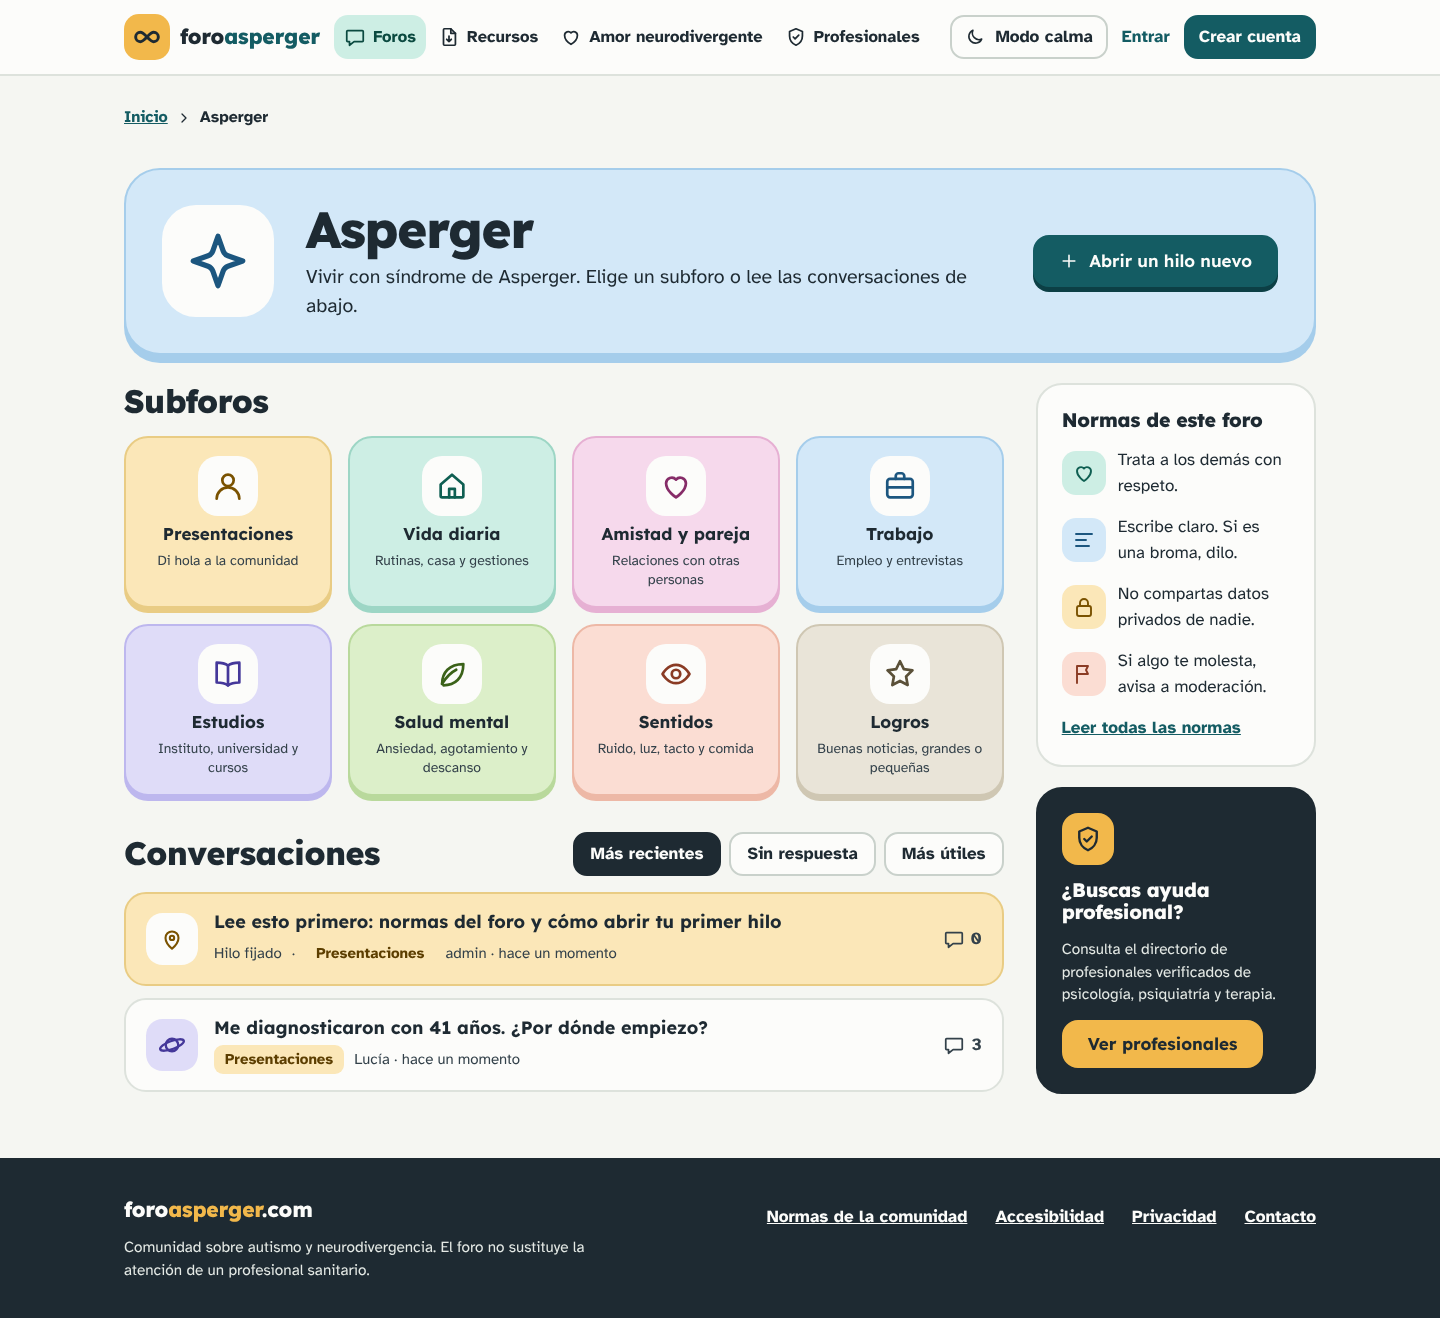 foroasperger
Foros
Recursos
Amor neurodivergente
Profesionales
Modo calma
Entrar
Crear cuenta
Inicio
Asperger
Asperger
Vivir con síndrome de Asperger. Elige un subforo o lee las conversaciones de
abajo.
Abrir un hilo nuevo
Subforos
Presentaciones
Di hola a la comunidad
Vida diaria
Rutinas, casa y gestiones
Amistad y pareja
Relaciones con otras
personas
Trabajo
Empleo y entrevistas
Estudios
Instituto, universidad y
cursos
Salud mental
Ansiedad, agotamiento y
descanso
Sentidos
Ruido, luz, tacto y comida
Logros
Buenas noticias, grandes o
pequeñas
Conversaciones
Más recientes
Sin respuesta
Más útiles
Lee esto primero: normas del foro y cómo abrir tu primer hilo
Hilo fijado · Presentaciones admin · hace un momento
0
Me diagnosticaron con 41 años. ¿Por dónde empiezo?
Presentaciones Lucía · hace un momento
3
Normas de este foro
Trata a los demás con
respeto.
Escribe claro. Si es
una broma, dilo.
No compartas datos
privados de nadie.
Si algo te molesta,
avisa a moderación.
Leer todas las normas
¿Buscas ayuda
profesional?
Consulta el directorio de
profesionales verificados de
psicología, psiquiatría y terapia.
Ver profesionales
foroasperger.com
Comunidad sobre autismo y neurodivergencia. El foro no sustituye la
atención de un profesional sanitario.
Normas de la comunidad
Accesibilidad
Privacidad
Contacto